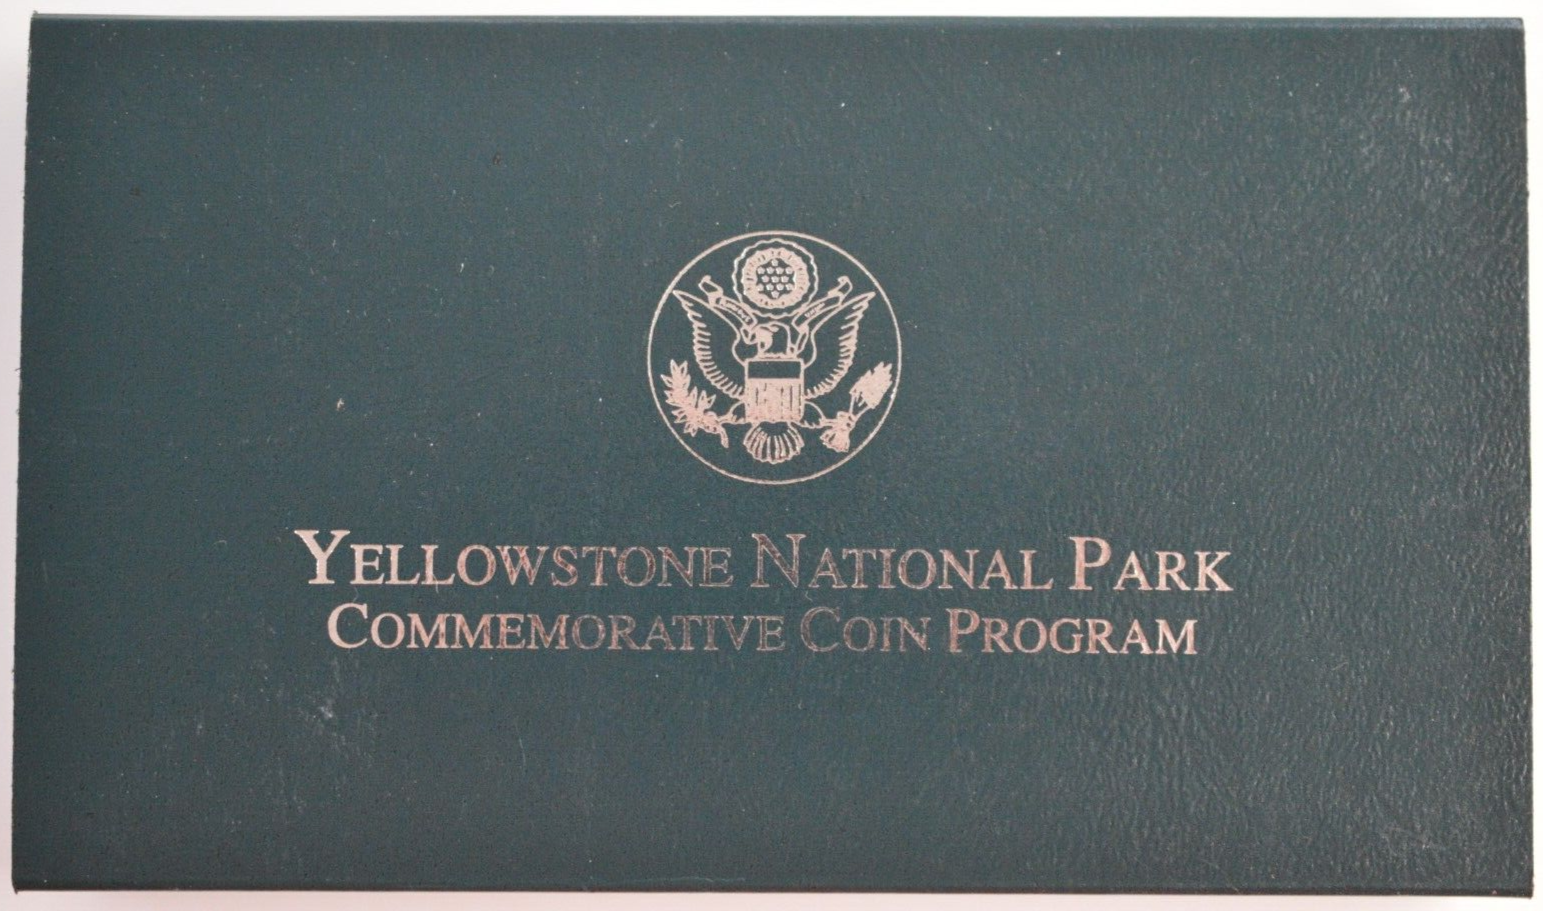 YELLOWSTONE NATIONAL PARK
COMMEMORATIVE COIN PROGRAM